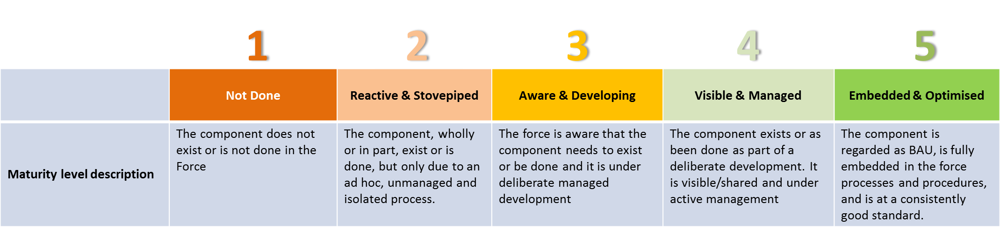 1 2 3 4 5
Not Done Reactive & Stovepiped Aware & Developing Visible & Managed Embedded & Optimised
Maturity level description
The component does not
exist or is not done in the
Force
The component, wholly
or in part, exist or is
done, but only due to an
ad hoc, unmanaged and
isolated process.
The force is aware that the
component needs to exist
or be done and it is under
deliberate managed
development
The component exists or as
been done as part of a
deliberate development. It
is visible/shared and under
active management
The component is
regarded as BAU, is fully
embedded in the force
processes and procedures,
and is at a consistently
good standard.